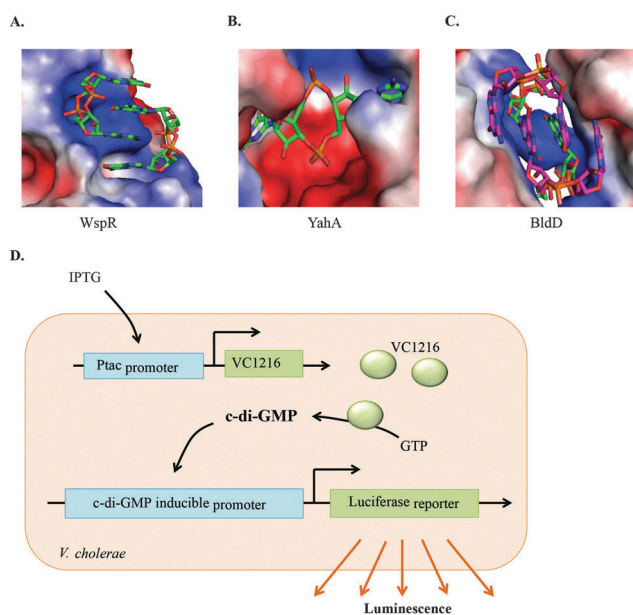 A.
B.
C.
WspR
YahA
BldD
D.
IPTG
Ptac promoter
VC1216
VC1216
c-di-GMP
GTP
c-di-GMP inducible promoter
Luciferase reporter
V. cholerae
Luminescence